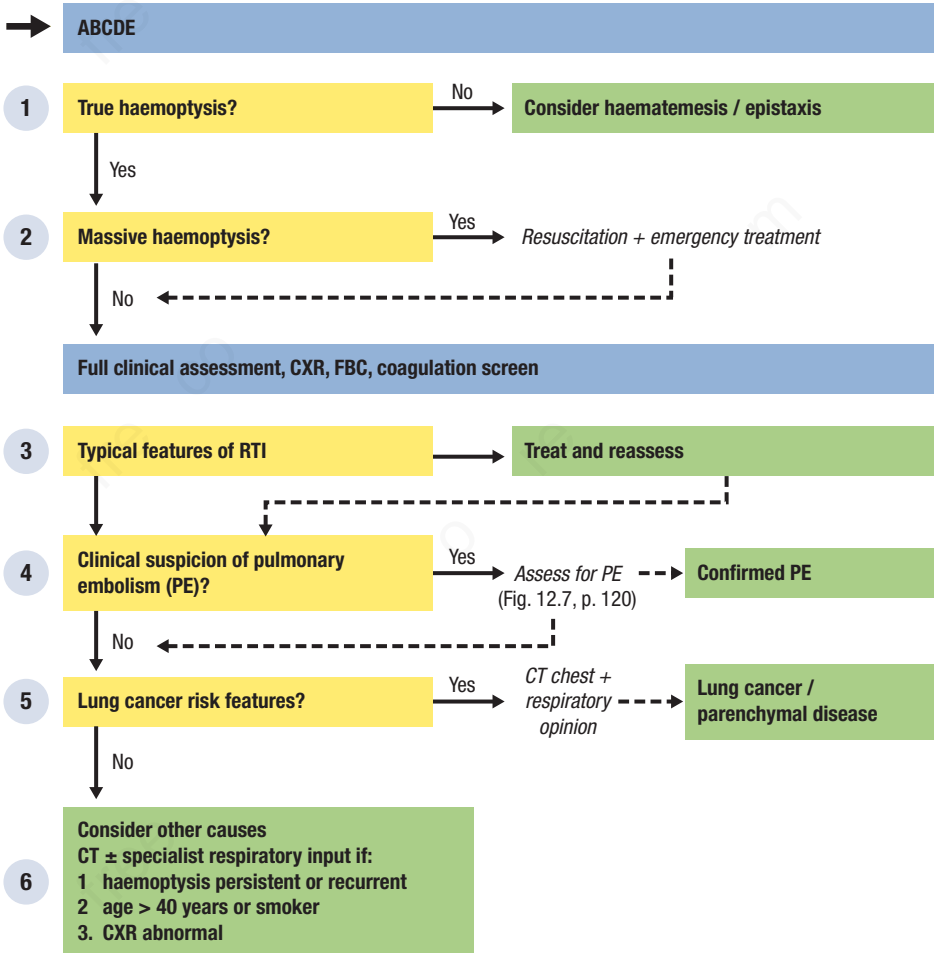 ABCDE
1
True haemoptysis?
No
Consider haematemesis / epistaxis
Yes
2
Massive haemoptysis?
Yes
Resuscitation + emergency treatment
No
Full clinical assessment, CXR, FBC, coagulation screen
3
Typical features of RTI
Treat and reassess
4
Clinical suspicion of pulmonary
embolism (PE)?
Yes
Assess for PE
(Fig. 12.7, p. 120)
Confirmed PE
No
5
Lung cancer risk features?
Yes
CT chest +
respiratory
opinion
Lung cancer /
parenchymal disease
No
6
Consider other causes
CT ± specialist respiratory input if:
1 haemoptysis persistent or recurrent
2 age > 40 years or smoker
3. CXR abnormal